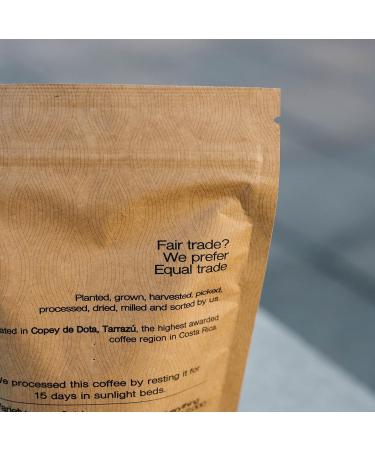 Fair trade?
We prefer
Equal trade
Planted, grown, harvested, picked,
processed, dried, milled and sorted by us.
ated in Copey de Dota, Tarrazú, the highest awarded
coffee region in Costa Rica
e processed this coffee by resting it for
15 days in sunlight beds.